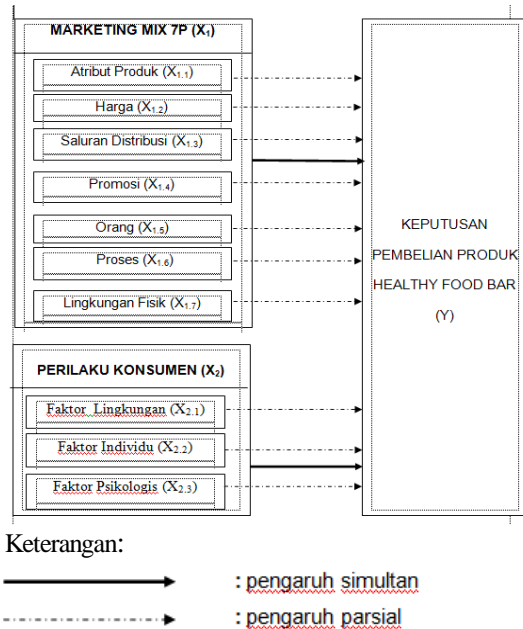 MARKETING MIX 7P (X₁)
Atribut Produk (X₁.₁)
Harga (X₁.₂)
Saluran Distribusi (X₁.₃)
Promosi (X₁.₄)
Orang (X₁.₅)
Proses (X₁.₆)
Lingkungan Fisik (X₁.₇)
PERILAKU KONSUMEN (X₂)
Faktor Lingkungan (X₂.₁)
Faktor Individu (X₂.₂)
Faktor Psikologis (X₂.₃)
KEPUTUSAN
PEMBELIAN PRODUK
HEALTHY FOOD BAR
(Y)
Keterangan:
: pengaruh simultan
: pengaruh parsial